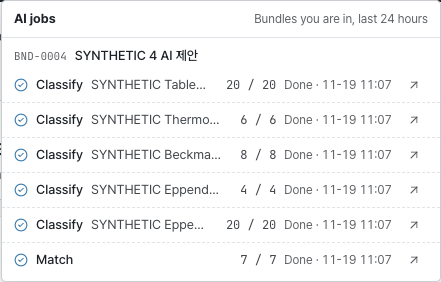 AI jobs Bundles you are in, last 24 hours
BND-0004 SYNTHETIC 4 AI 제안
Classify SYNTHETIC Table... 20 / 20 Done · 11-19 11:07
Classify SYNTHETIC Thermo... 6 / 6 Done · 11-19 11:07
Classify SYNTHETIC Beckma... 8 / 8 Done · 11-19 11:07
Classify SYNTHETIC Eppend... 4 / 4 Done · 11-19 11:07
Classify SYNTHETIC Eppe... 20 / 20 Done · 11-19 11:07
Match 7 / 7 Done · 11-19 11:07